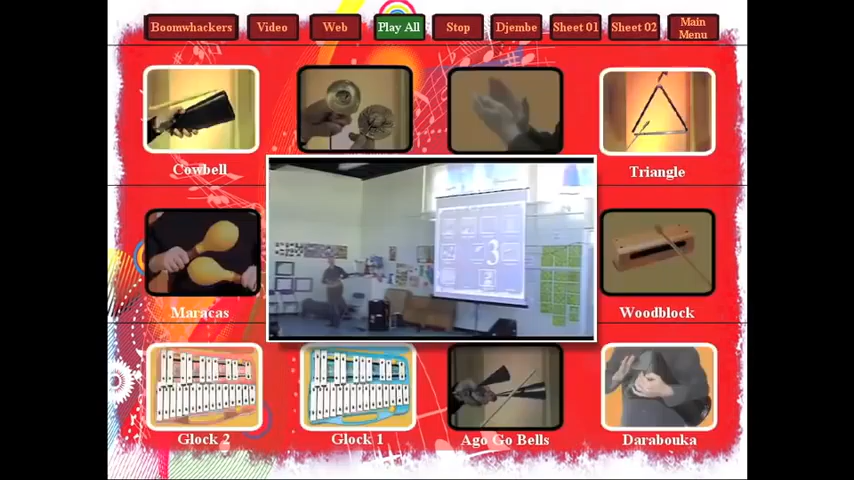 Boomwhackers
Video
Web
Play All
Stop
Djembe
Sheet 01
Sheet 02
Main
Menu
Cowbell
Triangle
3
Maracas
Woodblock
Glock 2
Glock 1
Ago Go Bells
Darabouka